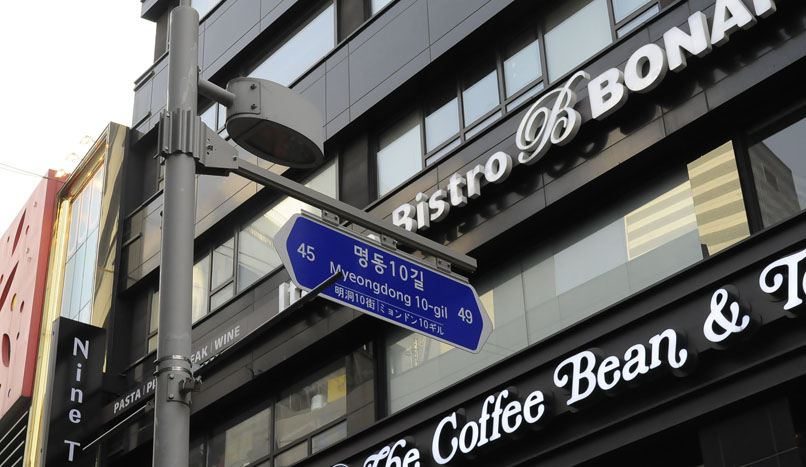 Bistro B BONA
45
명동10길
Myeongdong 10-gil
明洞10街|ミョンドン10ギル
49
PASTA | WINE
Nine T
The Coffee Bean & Te